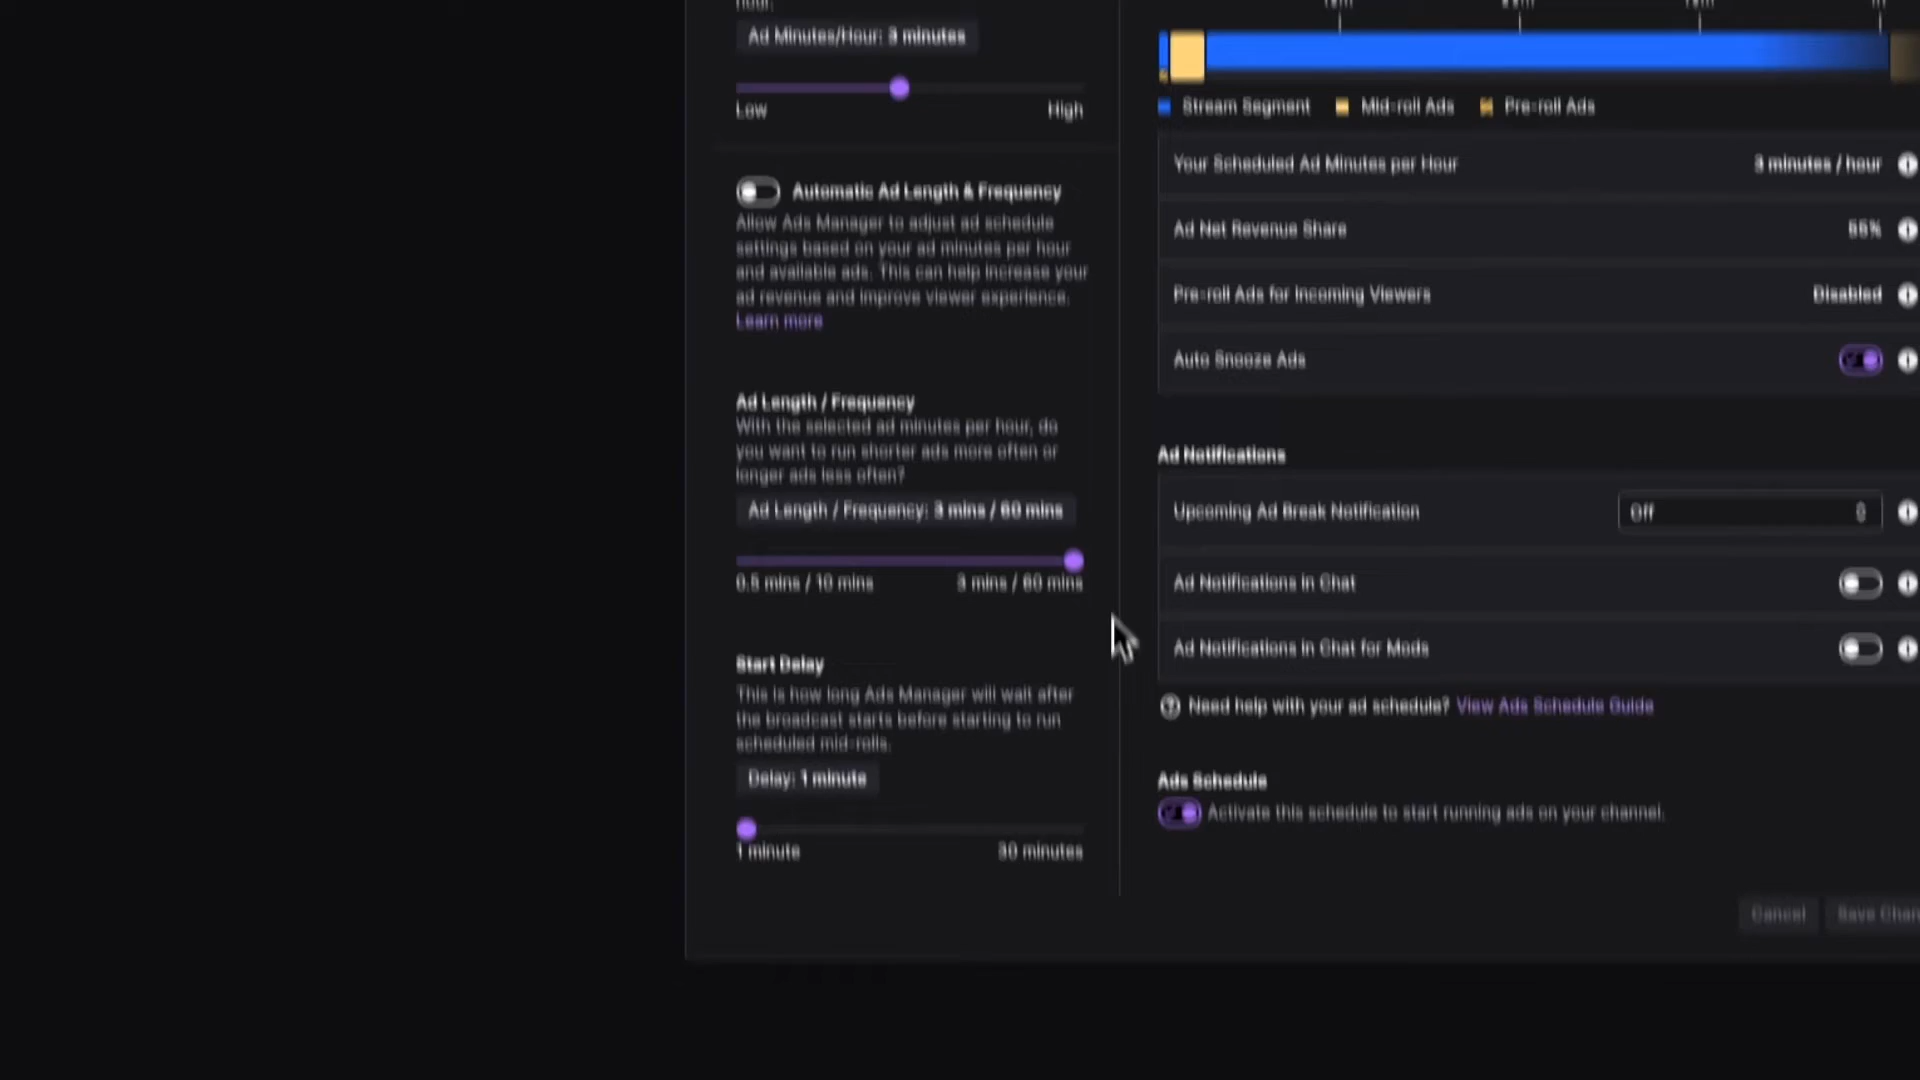 hour.
Ad Minutes/Hour: 3 minutes
Low High
Automatic Ad Length & Frequency
Allow Ads Manager to adjust ad schedule
settings based on your ad minutes per hour
and available ads. This can help increase your
ad revenue and improve viewer experience.
Learn more
Ad Length / Frequency
With the selected ad minutes per hour, do
you want to run shorter ads more often or
longer ads less often?
Ad Length / Frequency: 3 mins / 60 mins
0.5 mins / 10 mins 3 mins / 60 mins
Start Delay
This is how long Ads Manager will wait after
the broadcast starts before starting to run
scheduled mid-rolls.
Delay: 1 minute
1 minute 30 minutes
Stream Segment Mid-roll Ads Pre-roll Ads
Your Scheduled Ad Minutes per Hour 3 minutes / hour
Ad Net Revenue Share 55%
Pre-roll Ads for Incoming Viewers Disabled
Auto Snooze Ads
Ad Notifications
Upcoming Ad Break Notification Off
Ad Notifications in Chat
Ad Notifications in Chat for Mods
Need help with your ad schedule? View Ads Schedule Guide
Ads Schedule
Activate this schedule to start running ads on your channel.
Cancel Save